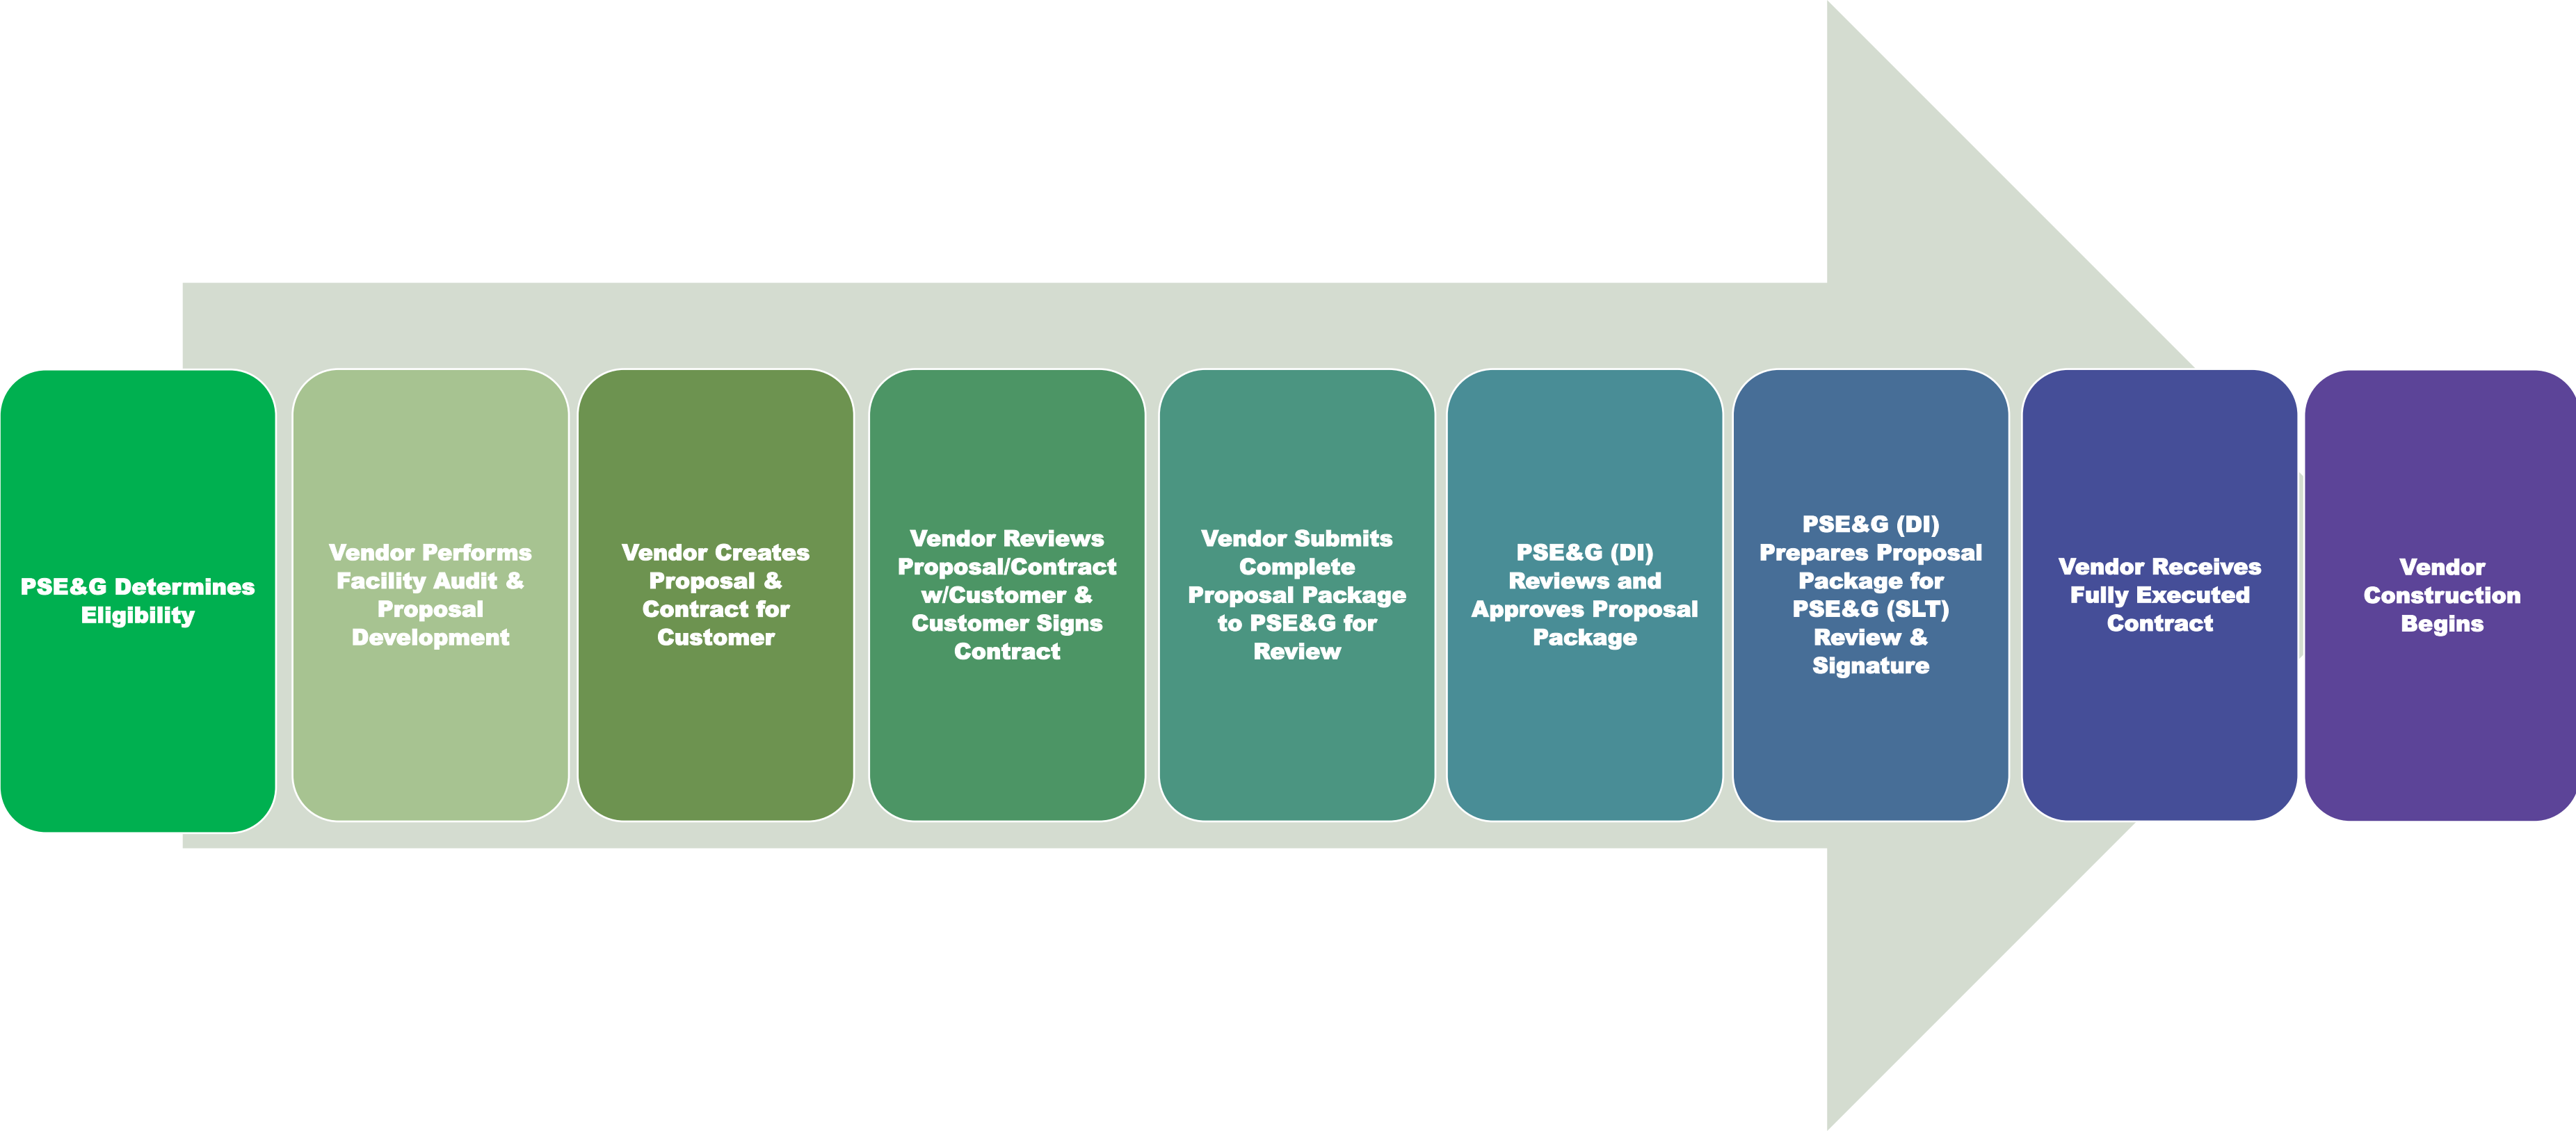 PSE&G Determines
Eligibility
Vendor Performs
Facility Audit &
Proposal
Development
Vendor Creates
Proposal &
Contract for
Customer
Vendor Reviews
Proposal/Contract
w/Customer &
Customer Signs
Contract
Vendor Submits
Complete
Proposal Package
to PSE&G for
Review
PSE&G (DI)
Reviews and
Approves Proposal
Package
PSE&G (DI)
Prepares Proposal
Package for
PSE&G (SLT)
Review &
Signature
Vendor Receives
Fully Executed
Contract
Vendor
Construction
Begins